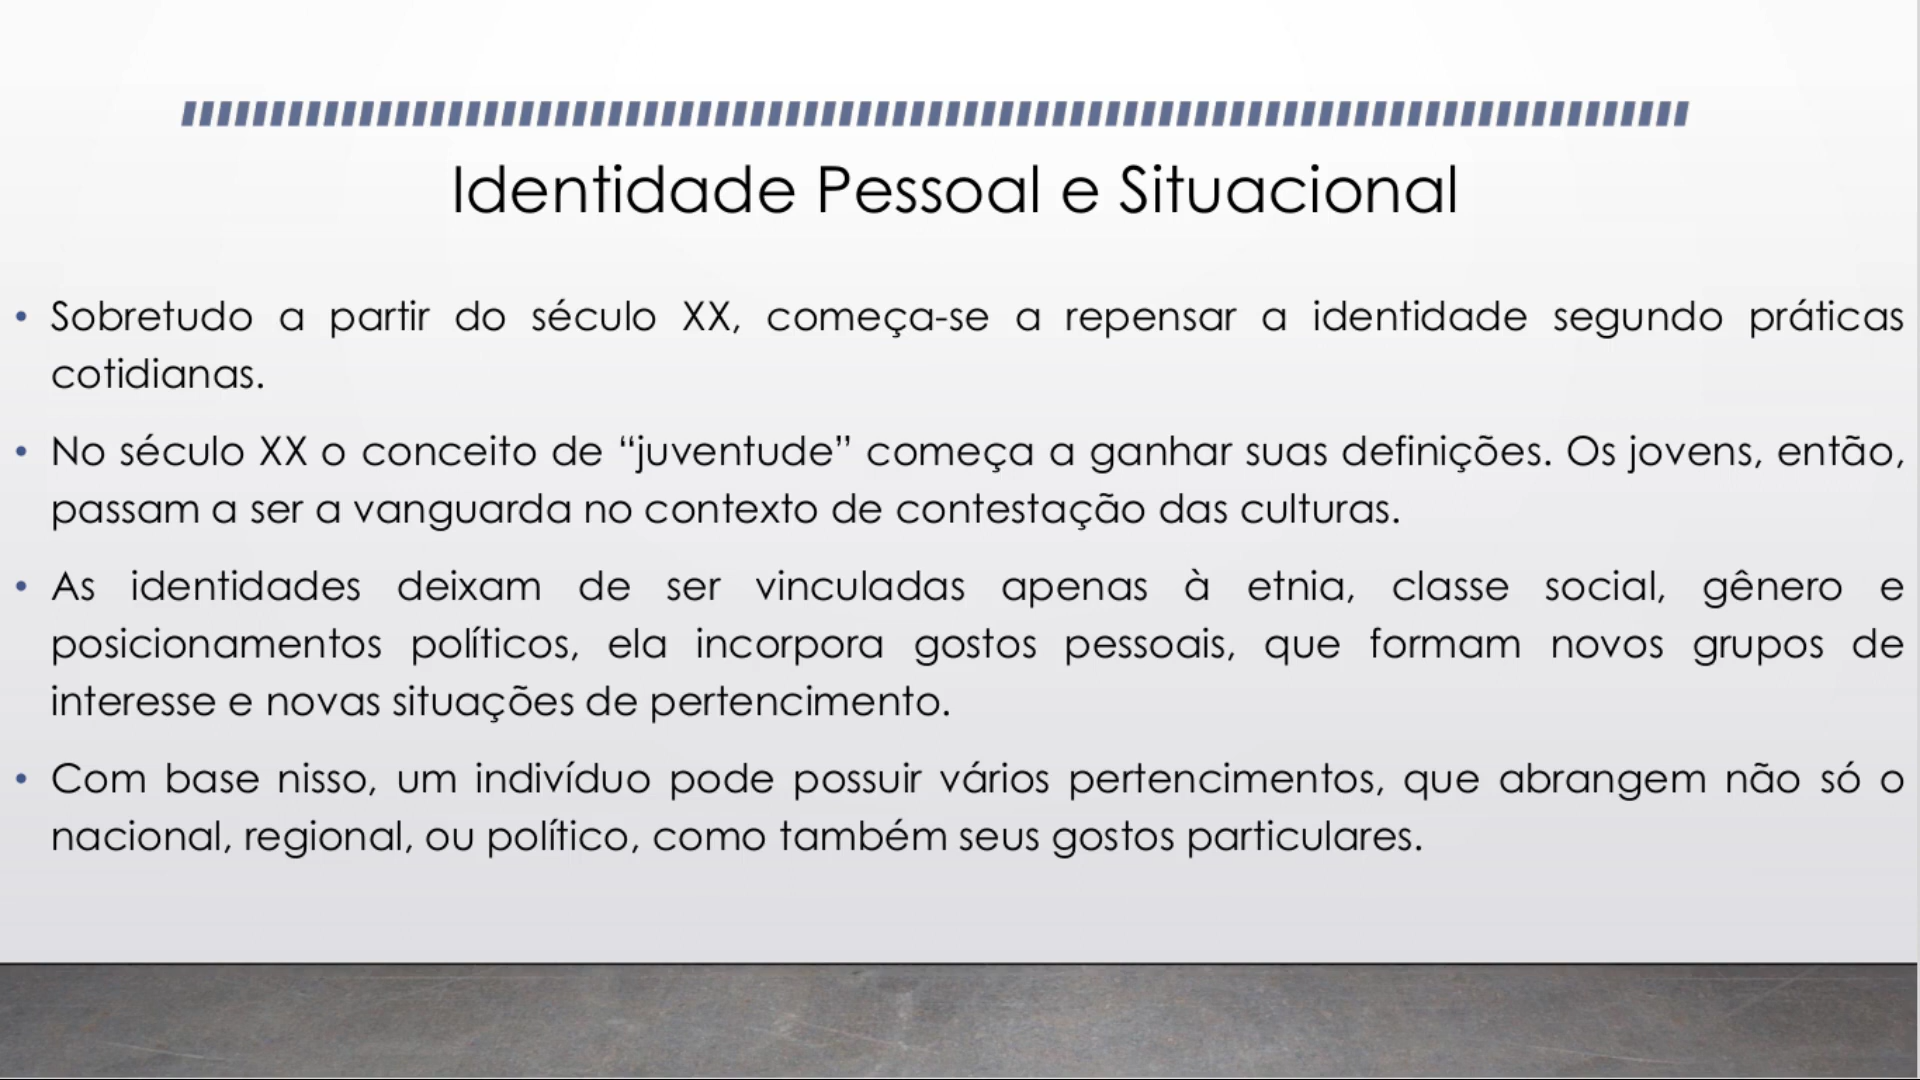 Identidade Pessoal e Situacional
• Sobretudo a partir do século XX, começa-se a repensar a identidade segundo práticas
cotidianas.
• No século XX o conceito de “juventude” começa a ganhar suas definições. Os jovens, então,
passam a ser a vanguarda no contexto de contestação das culturas.
• As identidades deixam de ser vinculadas apenas à etnia, classe social, gênero e
posicionamentos políticos, ela incorpora gostos pessoais, que formam novos grupos de
interesse e novas situações de pertencimento.
• Com base nisso, um indivíduo pode possuir vários pertencimentos, que abrangem não só o
nacional, regional, ou político, como também seus gostos particulares.